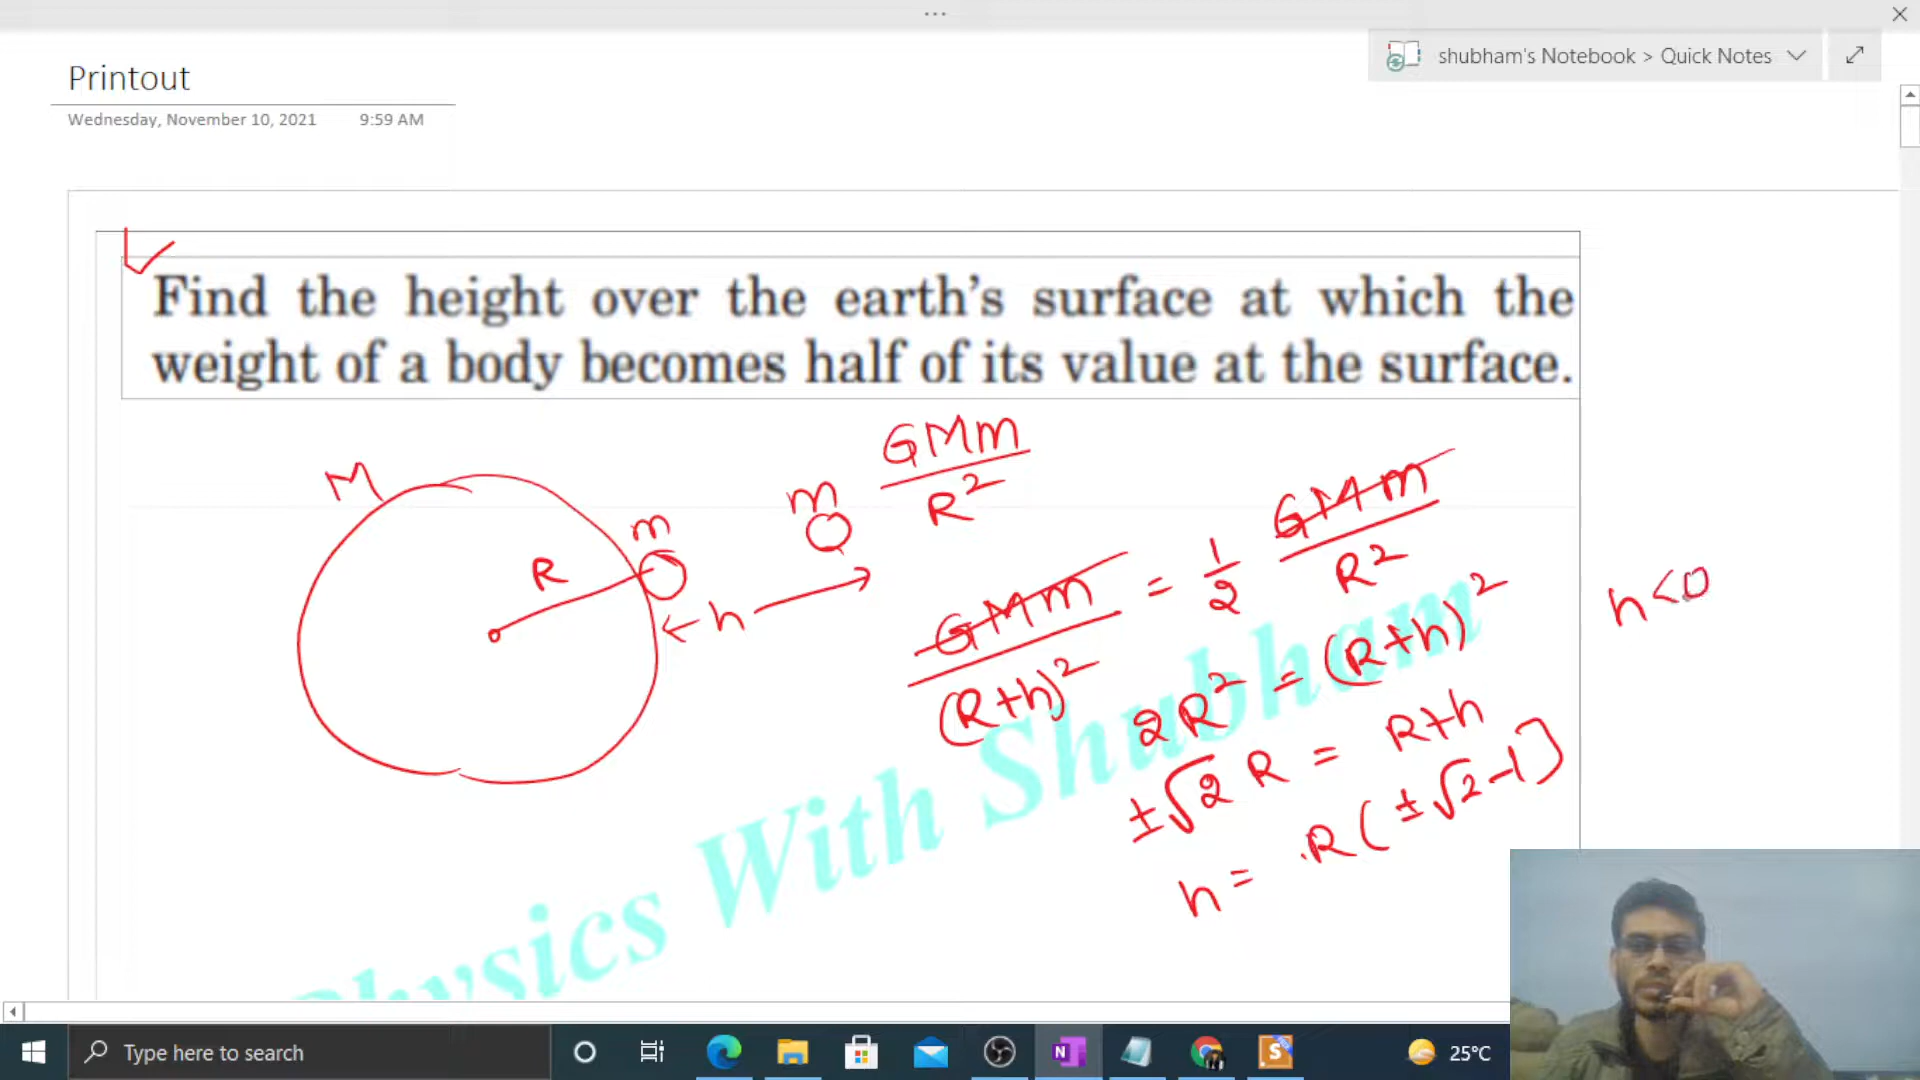 ...
shubham's Notebook > Quick Notes
Printout
Wednesday, November 10, 2021 9:59 AM
Find the height over the earth's surface at which the
weight of a body becomes half of its value at the surface.
M
m
R
h
m
GMm
R²
GMm/(R+h)² = 1/2 GMm/R²
2R² = (R+h)²
±√2 R = R+h
h = R(±√2-1]
h<0
Physics With Shubham
Type here to search
25°C